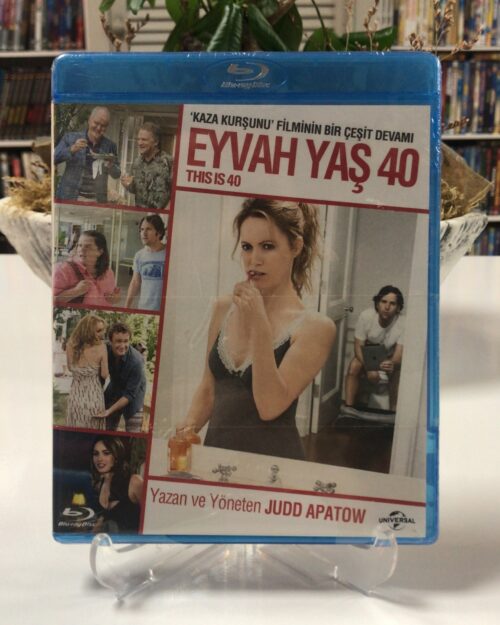 Blu-ray Disc
'KAZA KURŞUNU' FİLMİNİN BİR ÇEŞİT DEVAMI
EYVAH YAŞ 40
THIS IS 40
Yazan ve Yöneten JUDD APATOW
Blu-ray Disc
UNIVERSAL